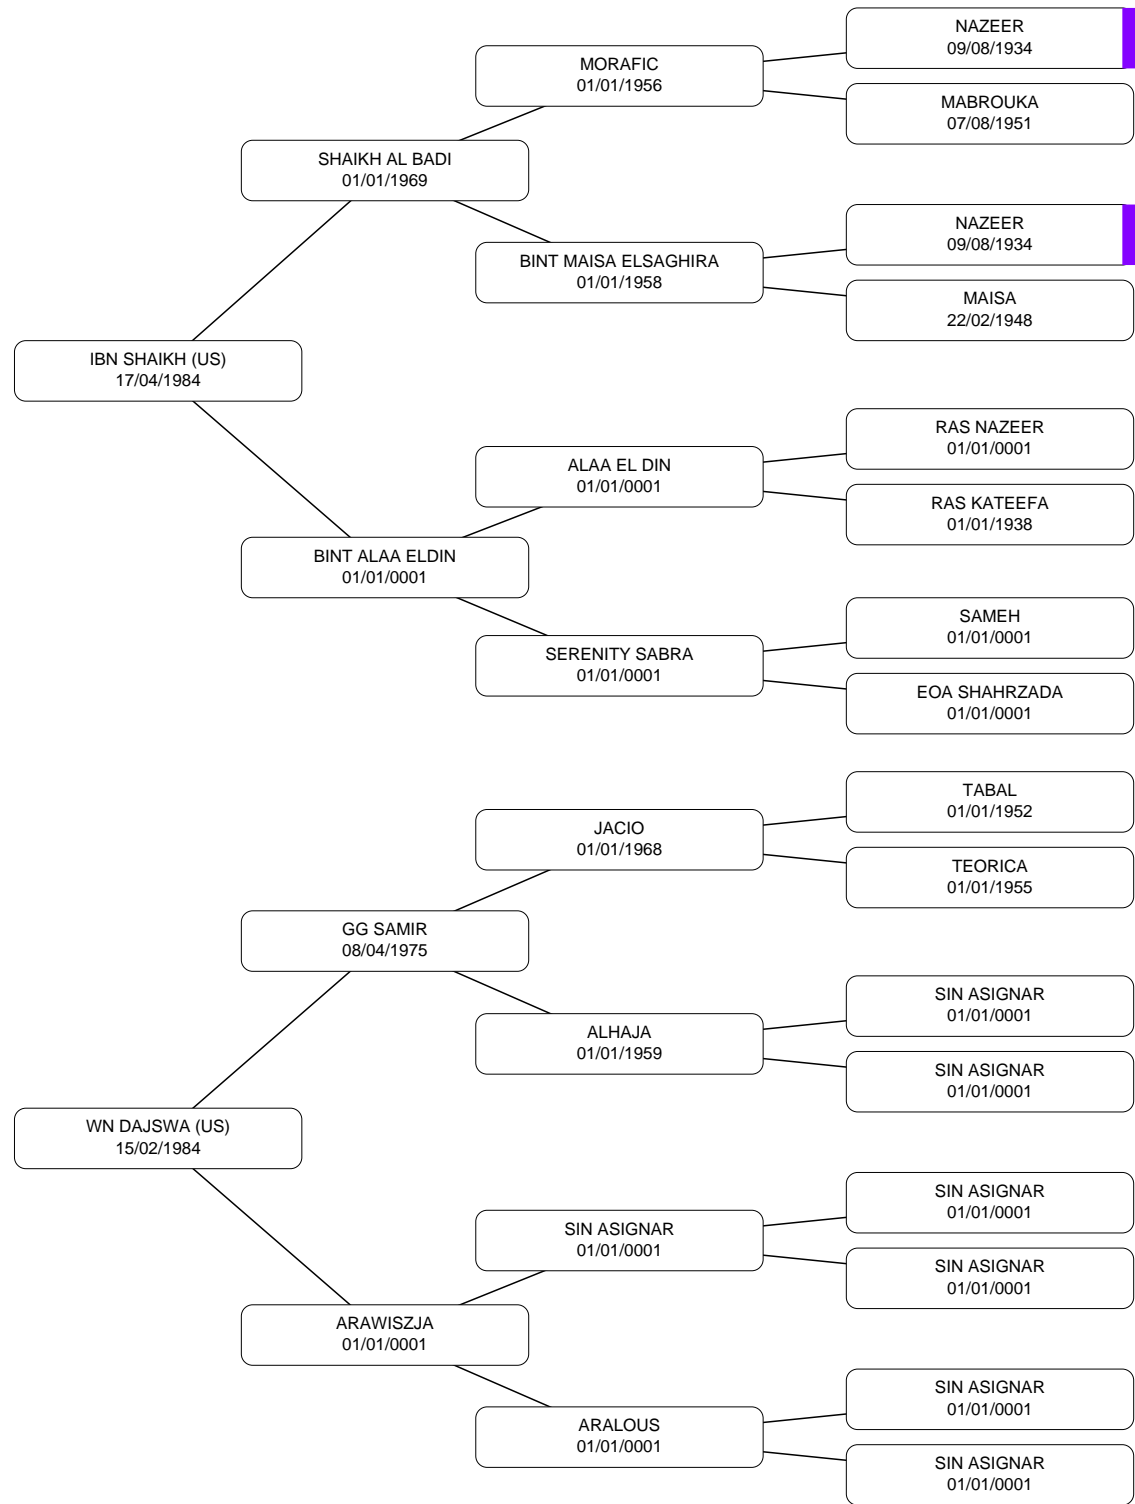 NAZEER
09/08/1934
MORAFIC
01/01/1956
MABROUKA
07/08/1951
SHAIKH AL BADI
01/01/1969
NAZEER
09/08/1934
BINT MAISA ELSAGHIRA
01/01/1958
MAISA
22/02/1948
IBN SHAIKH (US)
17/04/1984
RAS NAZEER
01/01/0001
ALAA EL DIN
01/01/0001
RAS KATEEFA
01/01/1938
BINT ALAA ELDIN
01/01/0001
SAMEH
01/01/0001
SERENITY SABRA
01/01/0001
EOA SHAHRZADA
01/01/0001
TABAL
01/01/1952
JACIO
01/01/1968
TEORICA
01/01/1955
GG SAMIR
08/04/1975
SIN ASIGNAR
01/01/0001
ALHAJA
01/01/1959
SIN ASIGNAR
01/01/0001
WN DAJSWA (US)
15/02/1984
SIN ASIGNAR
01/01/0001
SIN ASIGNAR
01/01/0001
SIN ASIGNAR
01/01/0001
ARAWISZJA
01/01/0001
SIN ASIGNAR
01/01/0001
ARALOUS
01/01/0001
SIN ASIGNAR
01/01/0001